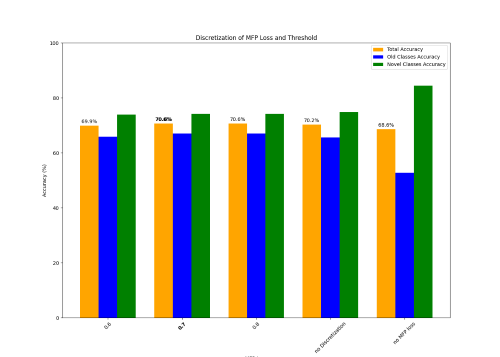 Discretization of MFP Loss and Threshold
Total Accuracy
Old Classes Accuracy
Novel Classes Accuracy
Accuracy (%)
100
80
60
40
20
0
69.9%
70.6%
70.6%
70.2%
68.6%
0.6
0.7
0.8
no Discretization
no MFP loss